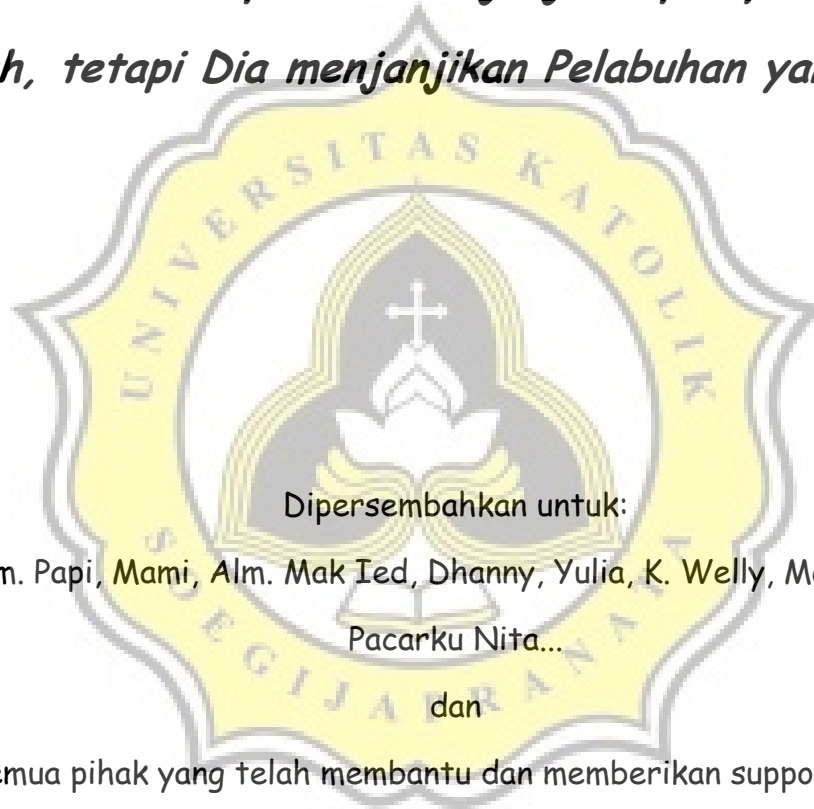 h, tetapi Dia menjanjikan Pelabuhan ya
UNIVERSITAS KATOLIK
SOEGIJAPRANATA
Dipersembahkan untuk:
m. Papi, Mami, Alm. Mak Ied, Dhanny, Yulia, K. Welly, M
Pacarku Nita...
dan
emua pihak yang telah membantu dan memberikan suppo